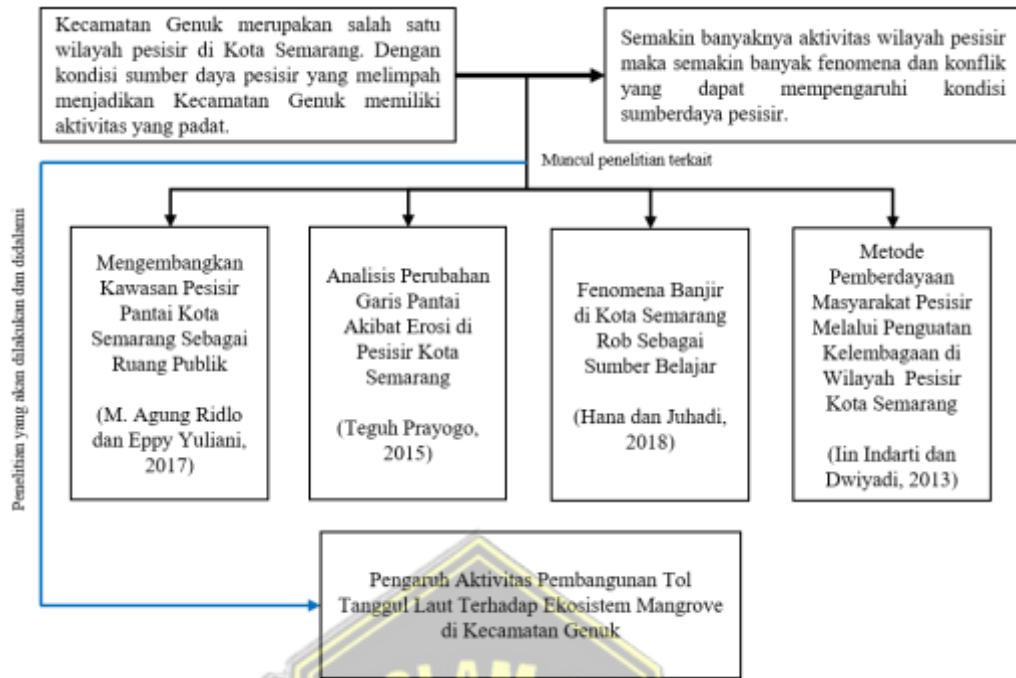 Kecamatan Genuk merupakan salah satu
wilayah pesisir di Kota Semarang. Dengan
kondisi sumber daya pesisir yang melimpah
menjadikan Kecamatan Genuk memiliki
aktivitas yang padat.
Semakin banyaknya aktivitas wilayah pesisir
maka semakin banyak fenomena dan konflik
yang dapat mempengaruhi kondisi
sumberdaya pesisir.
Muncul penelitian terkait
Penelitian yang akan dilakukan dan didalami
Mengembangkan
Kawasan Pesisir
Pantai Kota
Semarang Sebagai
Ruang Publik
(M. Agung Ridlo
dan Eppy Yuliani,
2017)
Analisis Perubahan
Garis Pantai
Akibat Erosi di
Pesisir Kota
Semarang
(Teguh Prayogo,
2015)
Fenomena Banjir
di Kota Semarang
Rob Sebagai
Sumber Belajar
(Hana dan Juhadi,
2018)
Metode
Pemberdayaan
Masyarakat Pesisir
Melalui Penguatan
Kelembagaan di
Wilayah Pesisir
Kota Semarang
(Iin Indarti dan
Dwiyadi, 2013)
Pengaruh Aktivitas Pembangunan Tol
Tanggul Laut Terhadap Ekosistem Mangrove
di Kecamatan Genuk